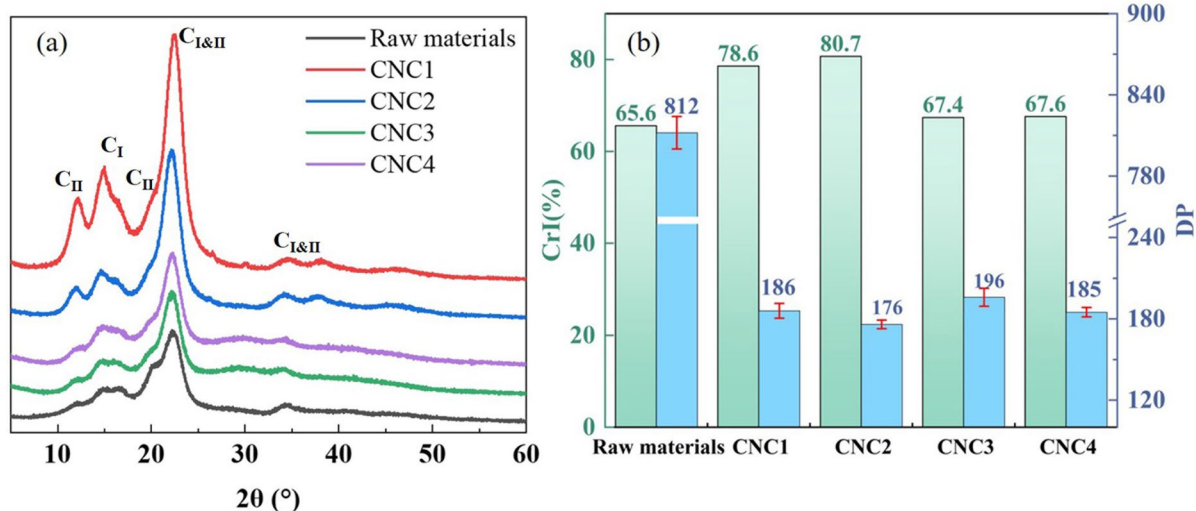 (a)
C_I&II
Raw materials
CNC1
CNC2
CNC3
CNC4
C_II
C_I
C_II
C_I&II
10 20 30 40 50 60
2θ (°)
(b)
CrI(%)
80
60
40
20
0
65.6 812
78.6 186
80.7 176
67.4 196
67.6 185
Raw materials CNC1 CNC2 CNC3 CNC4
900
840
780
240
180
120
DP